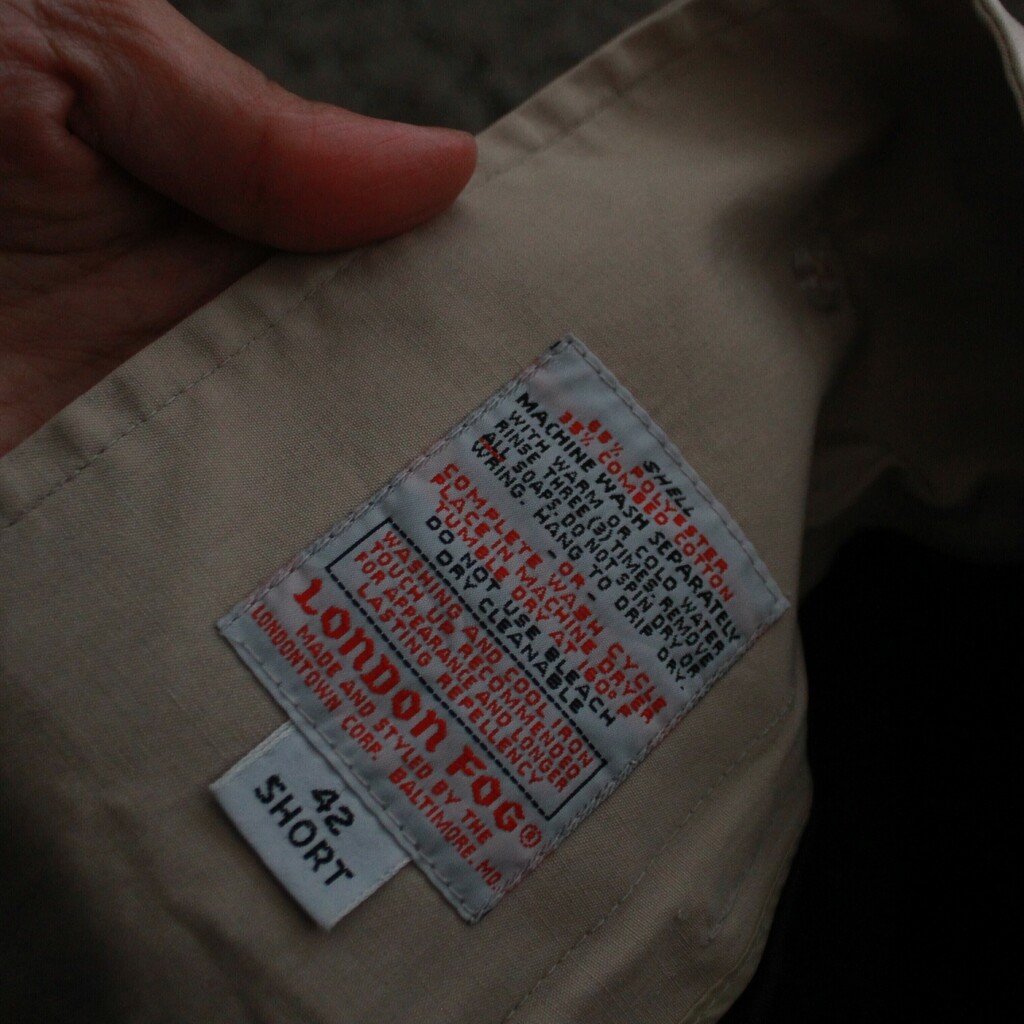 SHELL
65% POLYESTER
35% COMBED COTTON
MACHINE WASH SEPARATELY
WITH WARM OR COLD WATER
RINSE THREE(3)TIMES. REMOVE
ALL SOAPS. DO NOT SPIN DRY OR
WRING. HANG TO DRIP DRY.
- OR -
COMPLETE WASH CYCLE
PLACE IN MACHINE DRYER
TUMBLE DRY AT 160° F
DO NOT USE BLEACH
DRY CLEANABLE
WASHING AND COOL IRON
TOUCH UP RECOMMENDED
FOR APPEARANCE AND LONGER
LASTING REPELLENCY
LONDON FOG®
MADE AND STYLED BY THE
LONDONTOWN CORP. BALTIMORE. MD.
42
SHORT